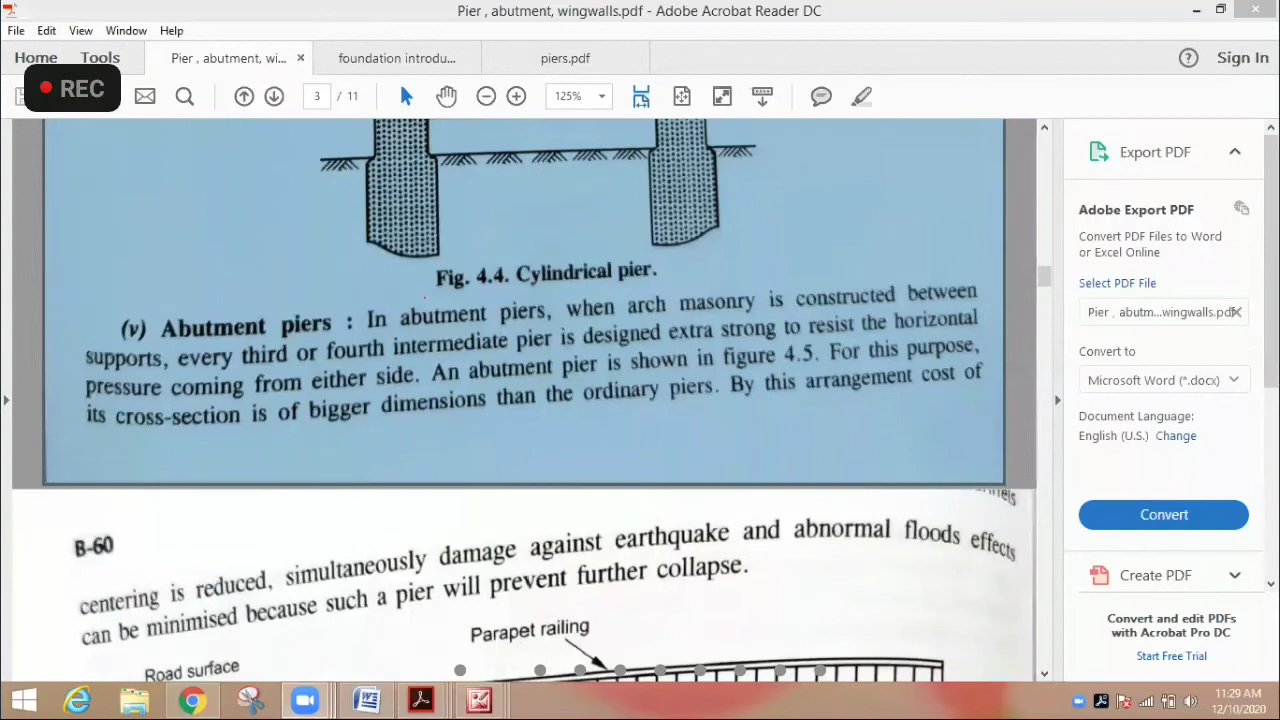 Pier , abutment, wingwalls.pdf - Adobe Acrobat Reader DC
File Edit View Window Help
Home Tools Pier , abutment, wi... × foundation introdu... piers.pdf Sign In
REC 3 / 11 125%
Fig. 4.4. Cylindrical pier.
(v) Abutment piers : In abutment piers, when arch masonry is constructed between
supports, every third or fourth intermediate pier is designed extra strong to resist the horizontal
pressure coming from either side. An abutment pier is shown in figure 4.5. For this purpose,
its cross-section is of bigger dimensions than the ordinary piers. By this arrangement cost of
B-60
centering is reduced, simultaneously damage against earthquake and abnormal floods effects
can be minimised because such a pier will prevent further collapse.
Parapet railing
Road surface
Export PDF
Adobe Export PDF
Convert PDF Files to Word
or Excel Online
Select PDF File
Pier , abutm...wingwalls.pdf
Convert to
Microsoft Word (*.docx)
Document Language:
English (U.S.) Change
Convert
Create PDF
Convert and edit PDFs
with Acrobat Pro DC
Start Free Trial
11:29 AM
12/10/2020